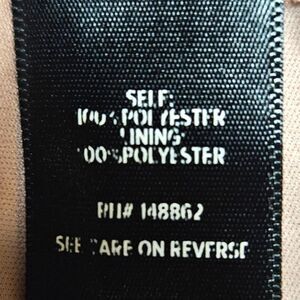 SELF:
100%POLYESTER
LINING:
100%POLYESTER
RN# 148862
SEE CARE ON REVERSE